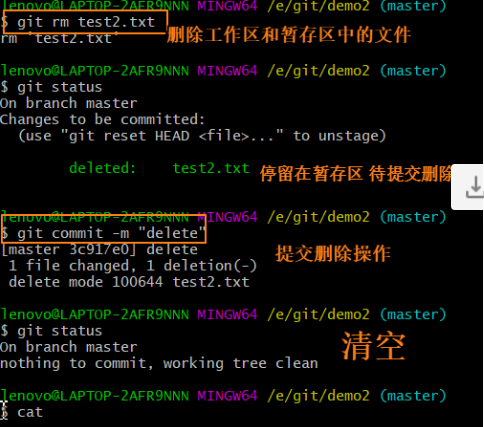 lenovo@LAPTOP-2AFR9NNN MINGW64 /e/git/demo2 (master)
$ git rm test2.txt
rm 'test2.txt'
删除工作区和暂存区中的文件
lenovo@LAPTOP-2AFR9NNN MINGW64 /e/git/demo2 (master)
$ git status
On branch master
Changes to be committed:
(use "git reset HEAD <file>..." to unstage)
deleted: test2.txt
停留在暂存区 待提交删除
lenovo@LAPTOP-2AFR9NNN MINGW64 /e/git/demo2 (master)
$ git commit -m "delete"
[master 3c917e0] delete
1 file changed, 1 deletion(-)
delete mode 100644 test2.txt
提交删除操作
lenovo@LAPTOP-2AFR9NNN MINGW64 /e/git/demo2 (master)
$ git status
On branch master
nothing to commit, working tree clean
清空
lenovo@LAPTOP-2AFR9NNN MINGW64 /e/git/demo2 (master)
$ cat